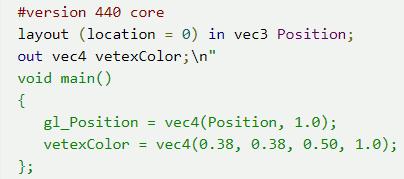 #version 440 core
layout (location = 0) in vec3 Position;
out vec4 vetexColor;\n"
void main()
{
gl_Position = vec4(Position, 1.0);
vetexColor = vec4(0.38, 0.38, 0.50, 1.0);
};